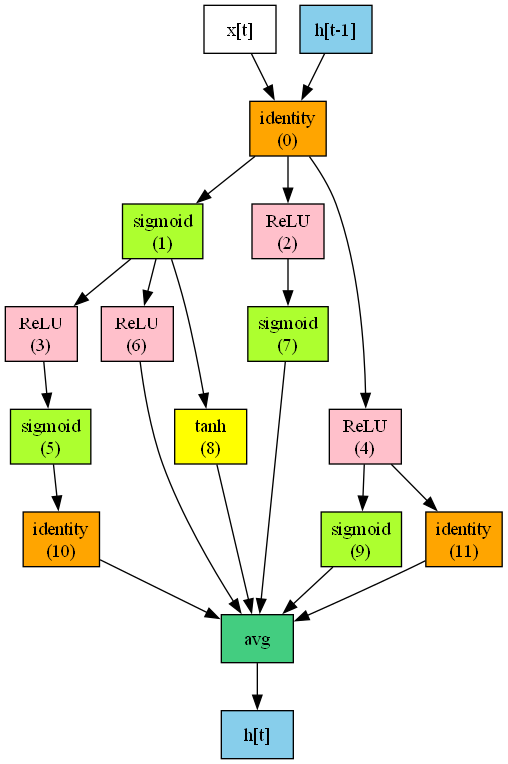 x[t]
h[t-1]
identity
(0)
sigmoid
(1)
ReLU
(2)
ReLU
(3)
ReLU
(6)
sigmoid
(7)
sigmoid
(5)
tanh
(8)
ReLU
(4)
identity
(10)
sigmoid
(9)
identity
(11)
avg
h[t]